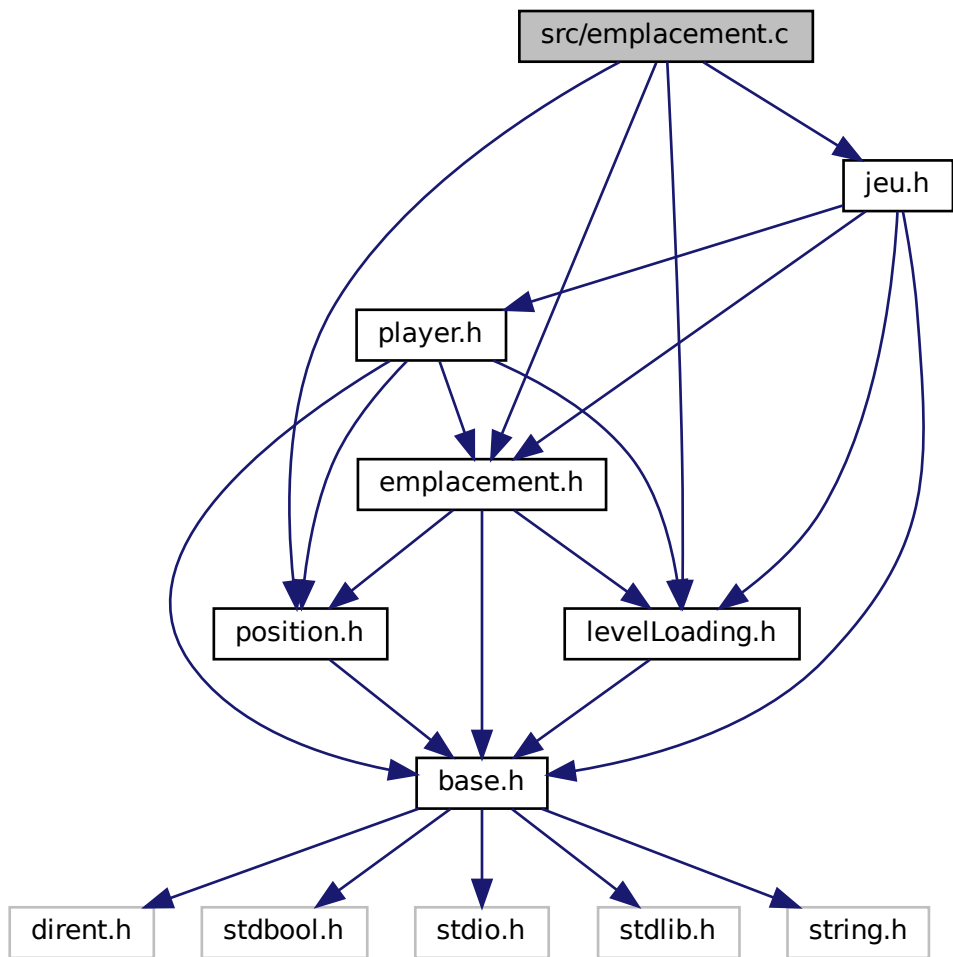 src/emplacement.c
jeu.h
player.h
emplacement.h
position.h
levelLoading.h
base.h
dirent.h
stdbool.h
stdio.h
stdlib.h
string.h